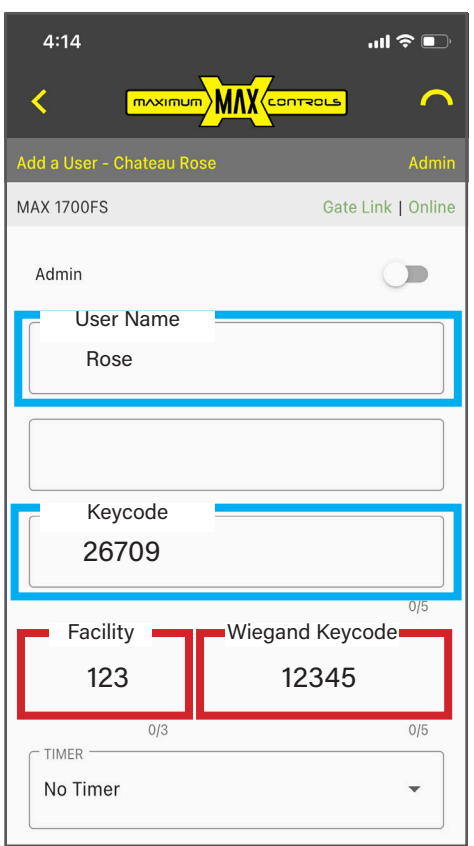 4:14
MAXIMUM MAX CONTROLS
Add a User - Chateau Rose Admin
MAX 1700FS Gate Link | Online
Admin
User Name
Rose
Keycode
26709
0/5
Facility Wiegand Keycode
123 12345
0/3 0/5
TIMER
No Timer